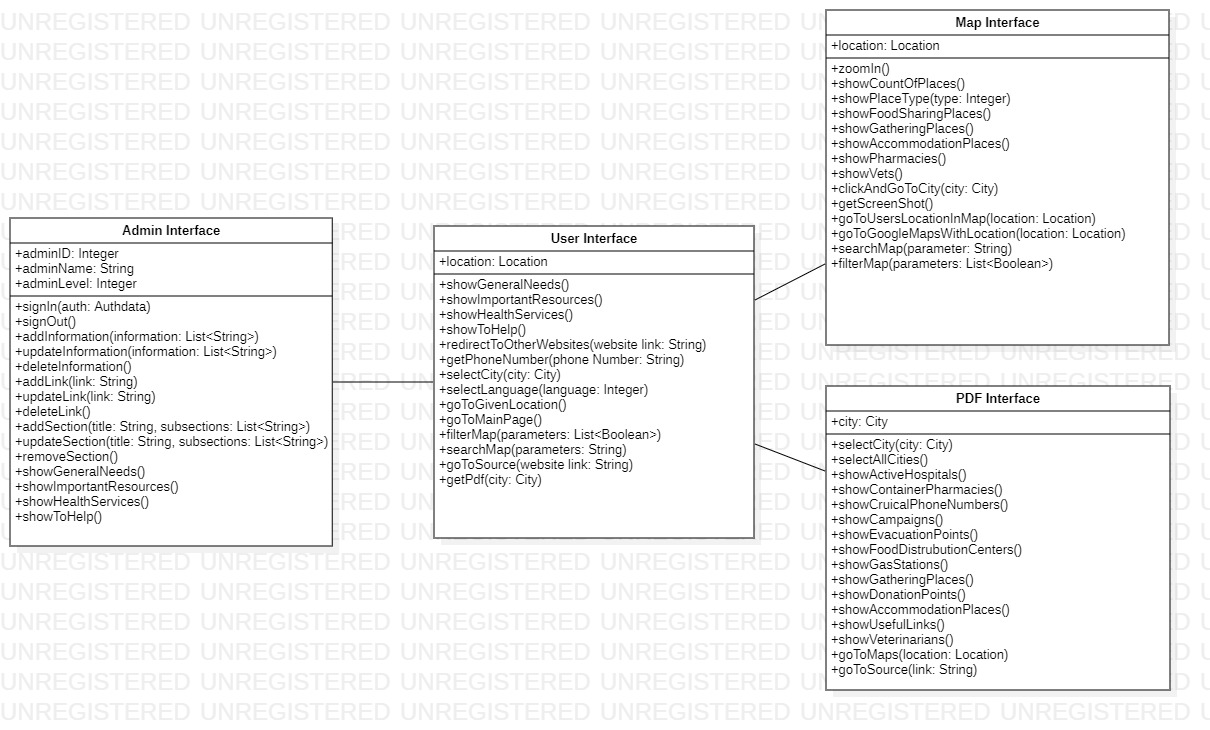 Admin Interface
+adminID: Integer
+adminName: String
+adminLevel: Integer
+signIn(auth: Authdata)
+signOut()
+addInformation(information: List<String>)
+updateInformation(information: List<String>)
+deleteInformation()
+addLink(link: String)
+updateLink(link: String)
+deleteLink()
+addSection(title: String, subsections: List<String>)
+updateSection(title: String, subsections: List<String>)
+removeSection()
+showGeneralNeeds()
+showImportantResources()
+showHealthServices()
+showToHelp()
User Interface
+location: Location
+showGeneralNeeds()
+showImportantResources()
+showHealthServices()
+showToHelp()
+redirectToOtherWebsites(website link: String)
+getPhoneNumber(phone Number: String)
+selectCity(city: City)
+selectLanguage(language: Integer)
+goToGivenLocation()
+goToMainPage()
+filterMap(parameters: List<Boolean>)
+searchMap(parameters: String)
+goToSource(website link: String)
+getPdf(city: City)
Map Interface
+location: Location
+zoomIn()
+showCountOfPlaces()
+showPlaceType(type: Integer)
+showFoodSharingPlaces()
+showGatheringPlaces()
+showAccommodationPlaces()
+showPharmacies()
+showVets()
+clickAndGoToCity(city: City)
+getScreenShot()
+goToUsersLocationInMap(location: Location)
+goToGoogleMapsWithLocation(location: Location)
+searchMap(parameter: String)
+filterMap(parameters: List<Boolean>)
PDF Interface
+city: City
+selectCity(city: City)
+selectAllCities()
+showActiveHospitals()
+showContainerPharmacies()
+showCruicalPhoneNumbers()
+showCampaigns()
+showEvacuationPoints()
+showFoodDistrubutionCenters()
+showGasStations()
+showGatheringPlaces()
+showDonationPoints()
+showAccommodationPlaces()
+showUsefulLinks()
+showVeterinarians()
+goToMaps(location: Location)
+goToSource(link: String)
UNREGISTERED